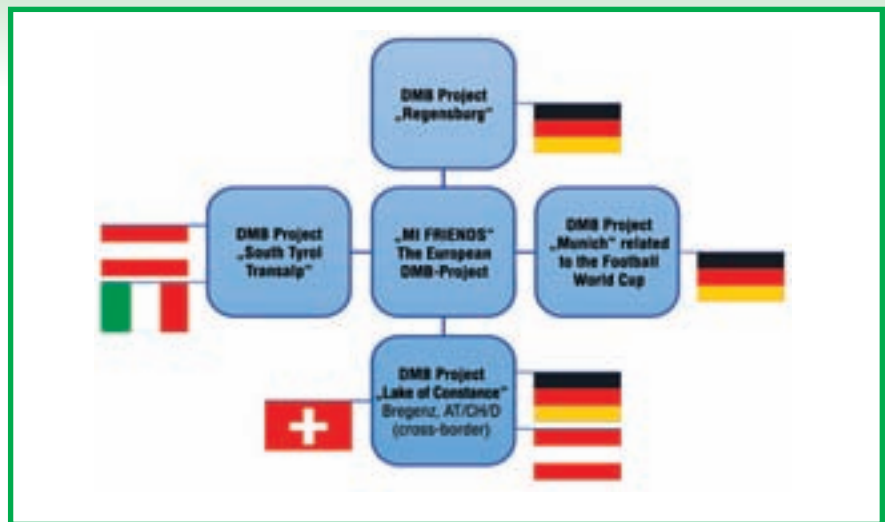 DMB Project
„Regensburg"
DMB Project
„South Tyrol
Transalp"
„MI FRIENDS"
The European
DMB-Project
DMB Project
„Munich" related
to the Football
World Cup
DMB Project
„Lake of Constance"
Bregenz, AT/CH/D
(cross-border)